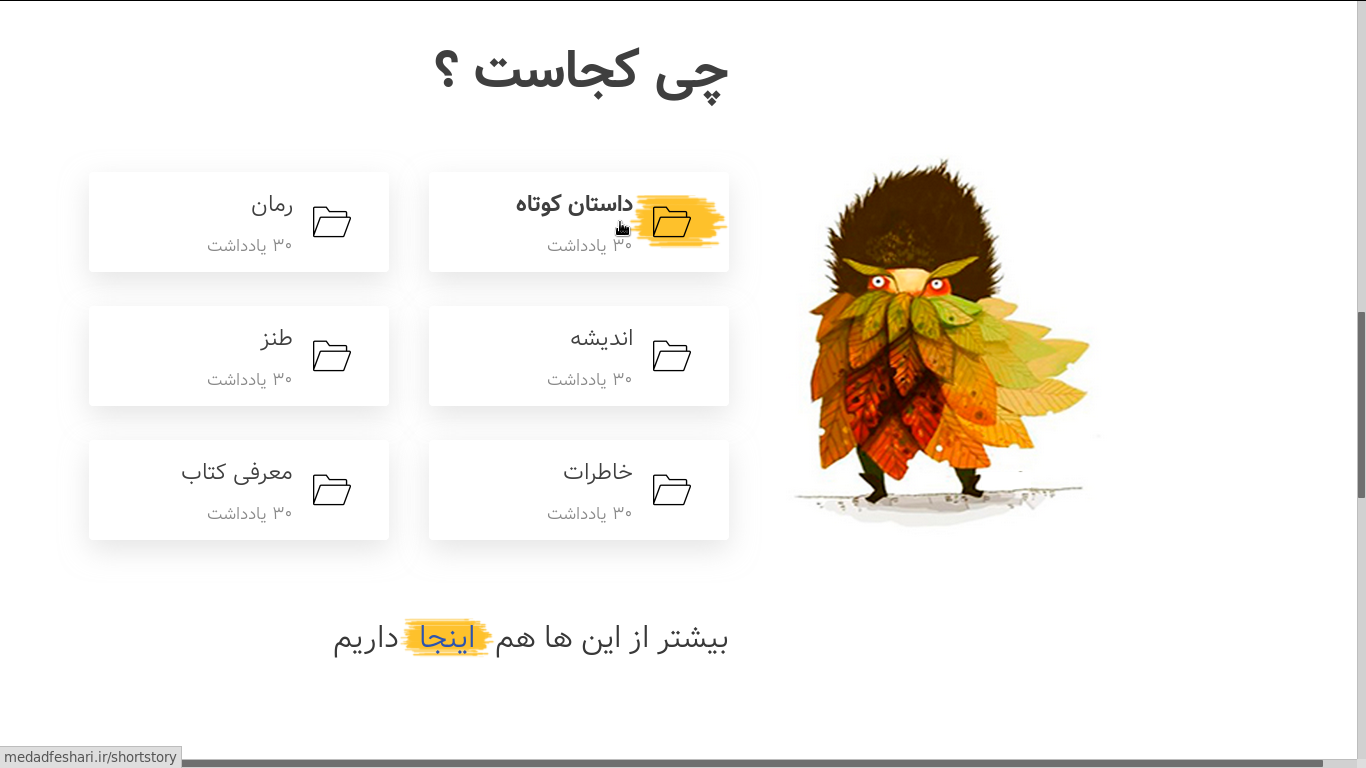 چی کجاست ؟
داستان کوتاه
۳۰ یادداشت
رمان
۳۰ یادداشت
اندیشه
۳۰ یادداشت
طنز
۳۰ یادداشت
خاطرات
۳۰ یادداشت
معرفی کتاب
۳۰ یادداشت
بیشتر از این ها هم اینجا داریم
medadfeshari.ir/shortstory